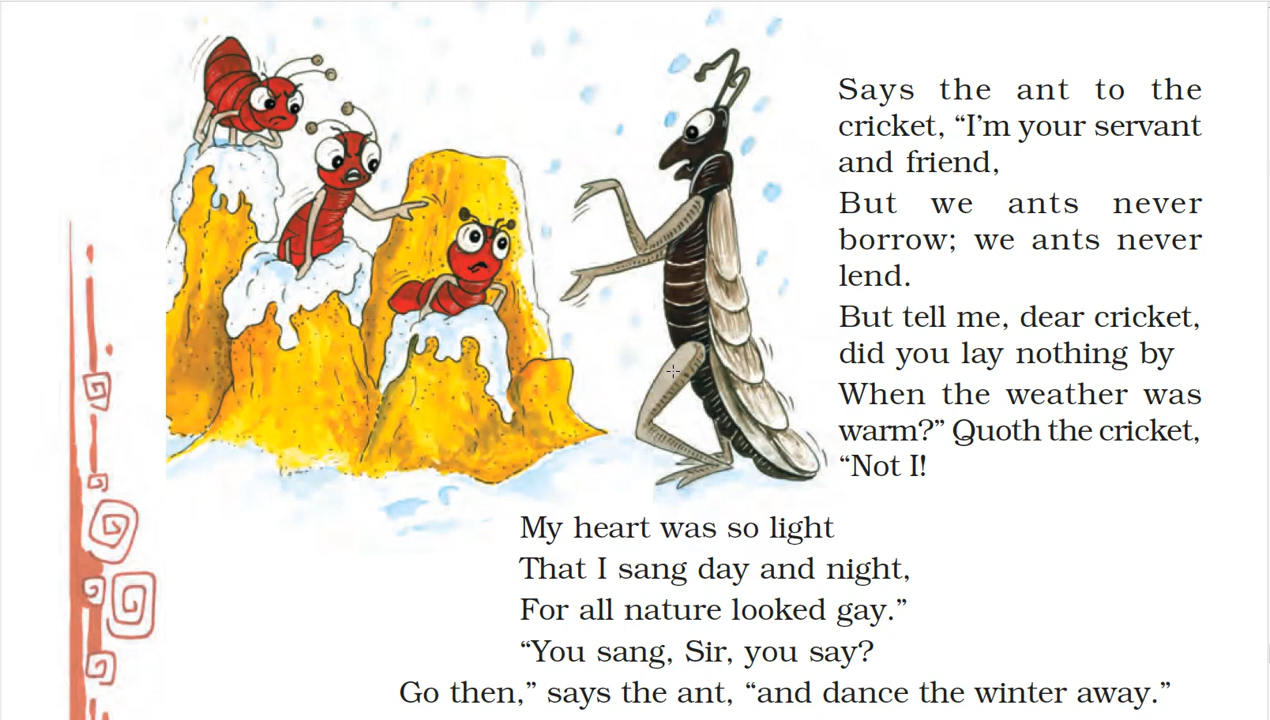 Says the ant to the
cricket, “I’m your servant
and friend,
But we ants never
borrow; we ants never
lend.
But tell me, dear cricket,
did you lay nothing by
When the weather was
warm?” Quoth the cricket,
“Not I!
My heart was so light
That I sang day and night,
For all nature looked gay.”
“You sang, Sir, you say?
Go then,” says the ant, “and dance the winter away.”